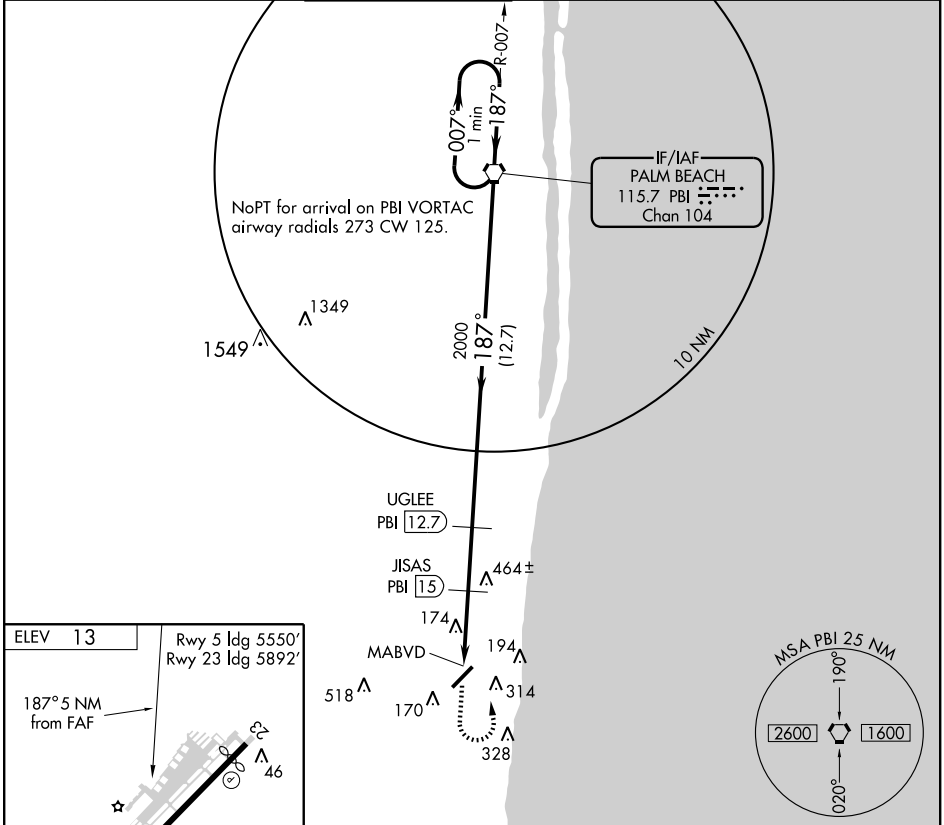 R-007
007°
1 min
187°
IF/IAF
PALM BEACH
115.7 PBI
Chan 104
NoPT for arrival on PBI VORTAC
airway radials 273 CW 125.
1349
1549
2000
187°
(12.7)
10 NM
UGLEE
PBI 12.7
JISAS
PBI 15
464±
174
MABVD
194
518
170
314
328
ELEV 13
Rwy 5 ldg 5550'
Rwy 23 ldg 5892'
187° 5 NM
from FAF
23
46
P
MSA PBI 25 NM
190°
2600
1600
020°